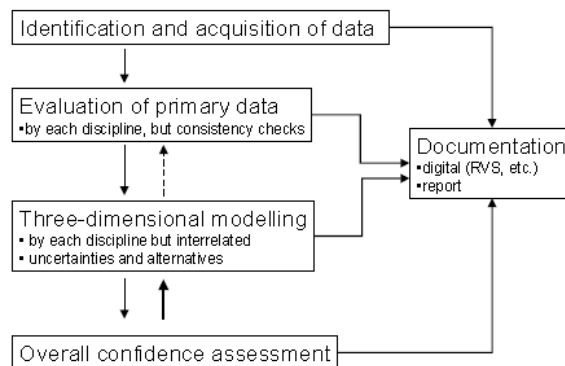 Identification and acquisition of data
Evaluation of primary data
▪by each discipline, but consistency checks
Documentation
▪digital (RVS, etc.)
▪report
Three-dimensional modelling
▪ by each discipline but interrelated
▪ uncertainties and alternatives
Overall confidence assessment